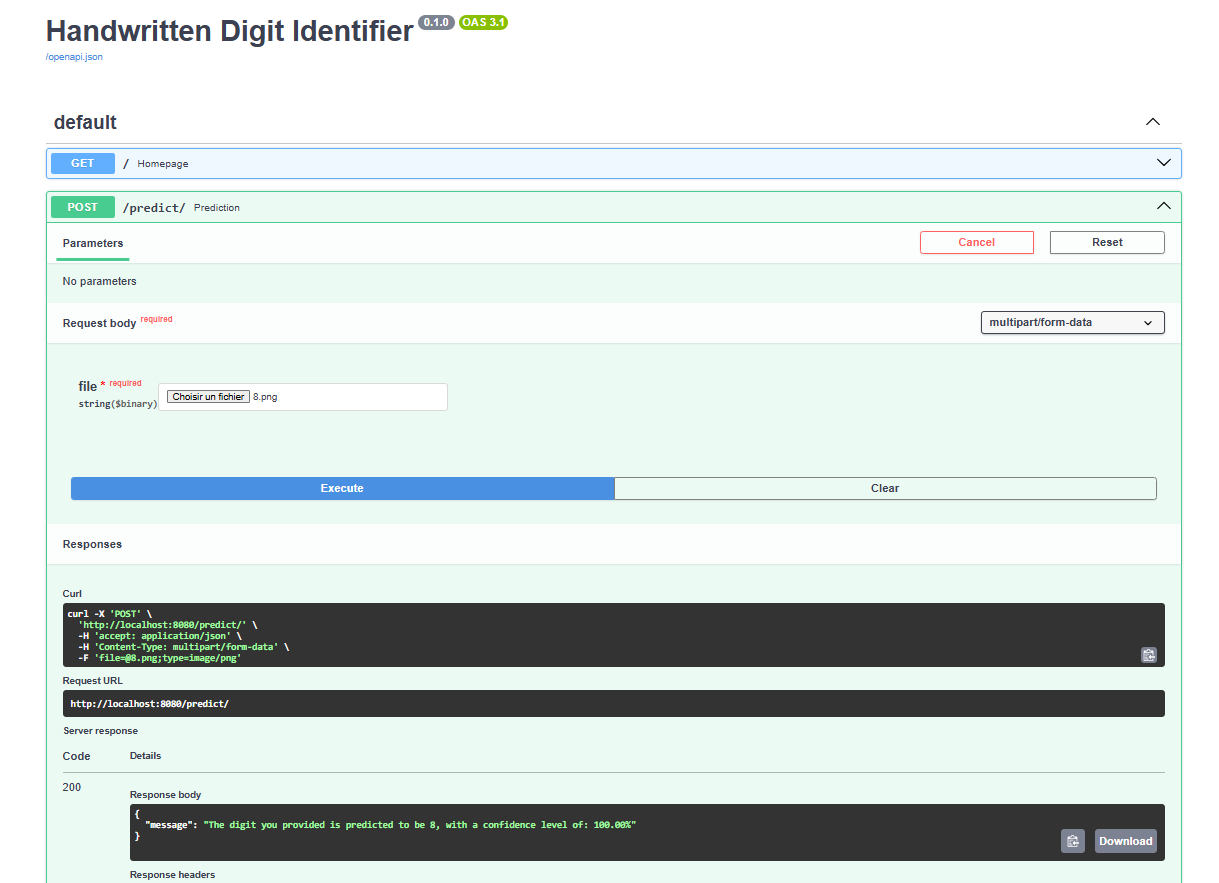 Handwritten Digit Identifier 0.1.0 OAS 3.1
/openapi.json
default
GET / Homepage
POST /predict/ Prediction
Parameters Cancel Reset
No parameters
Request body required multipart/form-data
file * required
string($binary) Choisir un fichier 8.png
Execute Clear
Responses
Curl
curl -X 'POST' \
'http://localhost:8080/predict/' \
-H 'accept: application/json' \
-H 'Content-Type: multipart/form-data' \
-F 'file=@8.png;type=image/png'
Request URL
http://localhost:8080/predict/
Server response
Code Details
200
Response body
{
"message": "The digit you provided is predicted to be 8, with a confidence level of: 100.00%"
}
Download
Response headers